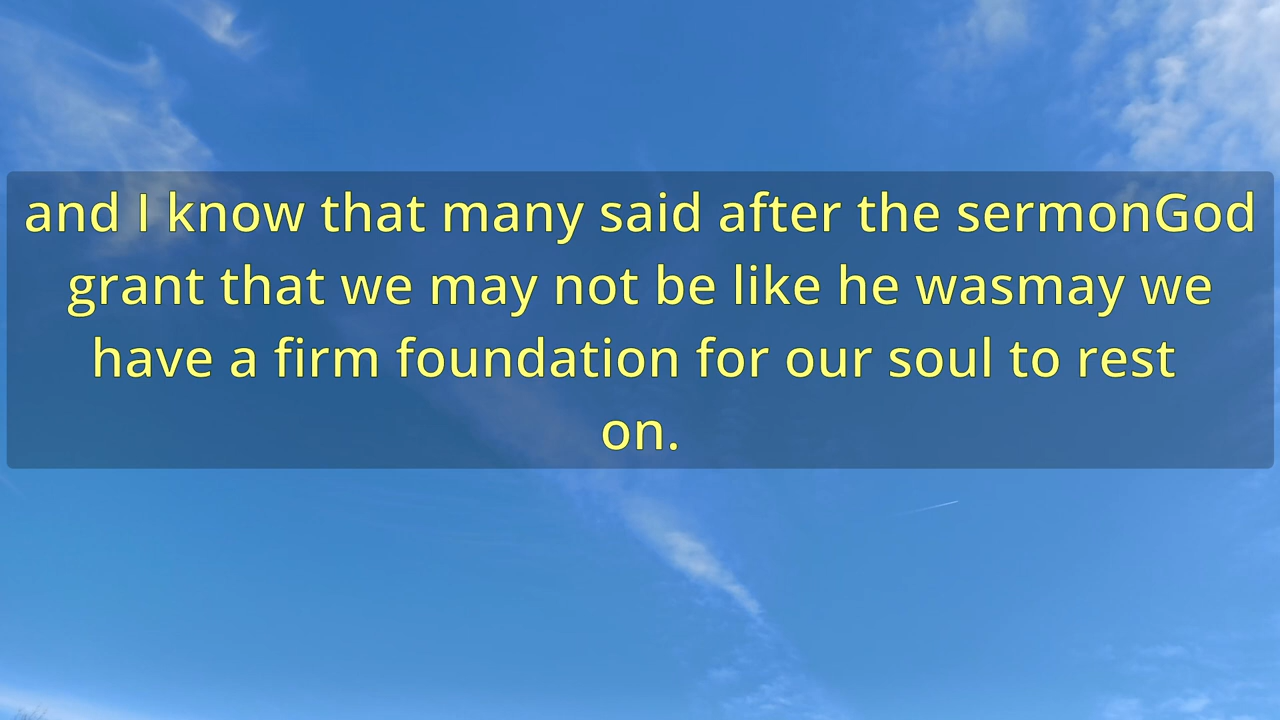 and I know that many said after the sermonGod
grant that we may not be like he wasmay we
have a firm foundation for our soul to rest
on.